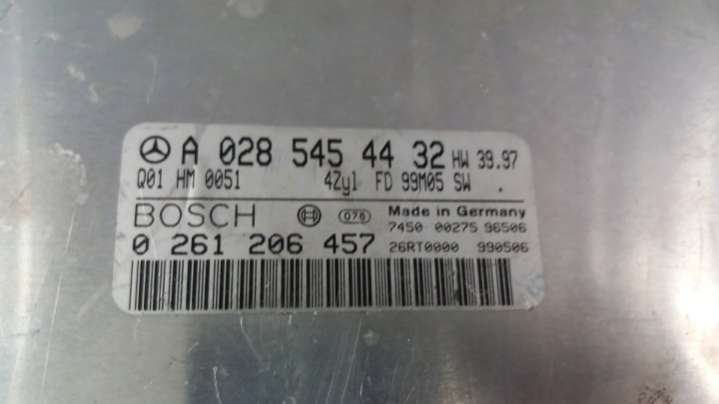 A 028 545 44 32 HW 39.97
Q01 HM 0051 4Zyl FD 99M05 SW .
BOSCH 076 Made in Germany
7450 00275 96506
0 261 206 457 26RT0000 990506